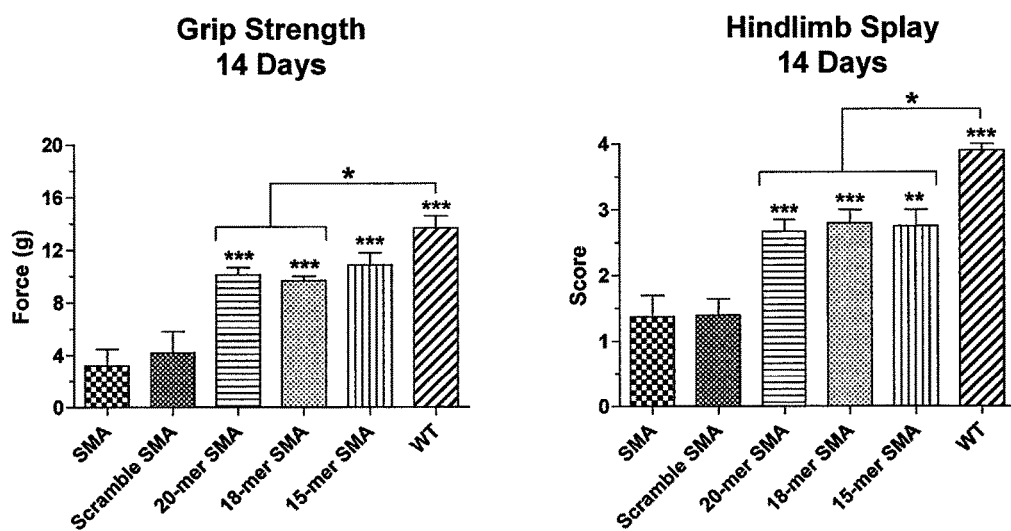 Grip Strength
14 Days
Force (g)
20
16
12
8
4
0
***
***
***
*
***
SMA
Scramble SMA
20-mer SMA
18-mer SMA
15-mer SMA
WT
Hindlimb Splay
14 Days
Score
4
3
2
1
0
***
***
**
*
***
SMA
Scramble SMA
20-mer SMA
18-mer SMA
15-mer SMA
WT